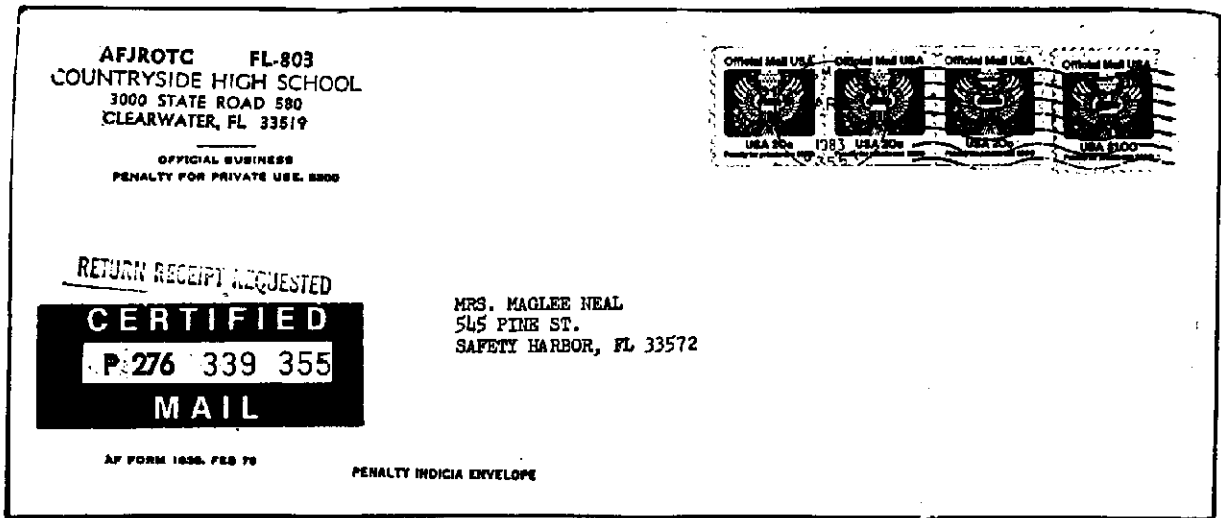 AFJROTC FL-803
COUNTRYSIDE HIGH SCHOOL
3000 STATE ROAD 580
CLEARWATER, FL 33519
OFFICIAL BUSINESS
PENALTY FOR PRIVATE USE, $300
Official Mail USA Official Mail USA Official Mail USA Official Mail USA
1983
USA 20c USA 20c USA 20c USA $1.00
RETURN RECEIPT REQUESTED
CERTIFIED
P 276 339 355
MAIL
MRS. MAGLEE NEAL
545 PINE ST.
SAFETY HARBOR, FL 33572
AF FORM FEB 79
PENALTY INDICIA ENVELOPE